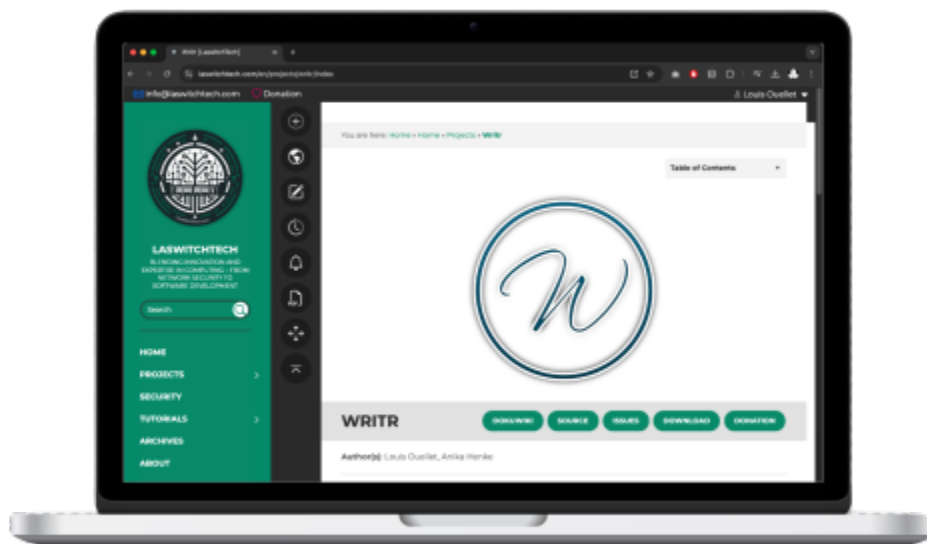 Writr [LaswitchTech]
laswitchtech.com/en/projects/writr/index
info@laswitchtech.com
Donation
Louis Ouellet
You are here: Home » Home » Projects » Writr
Table of Contents
LASWITCHTECH
BLENDING INNOVATION AND
EXPERTISE IN COMPUTING - FROM
NETWORK SECURITY TO
SOFTWARE DEVELOPMENT
Search
HOME
PROJECTS
SECURITY
TUTORIALS
ARCHIVES
ABOUT
W
WRITR
DOKUWIKI
SOURCE
ISSUES
DOWNLOAD
DONATION
Author(s): Louis Ouellet, Anika Henke